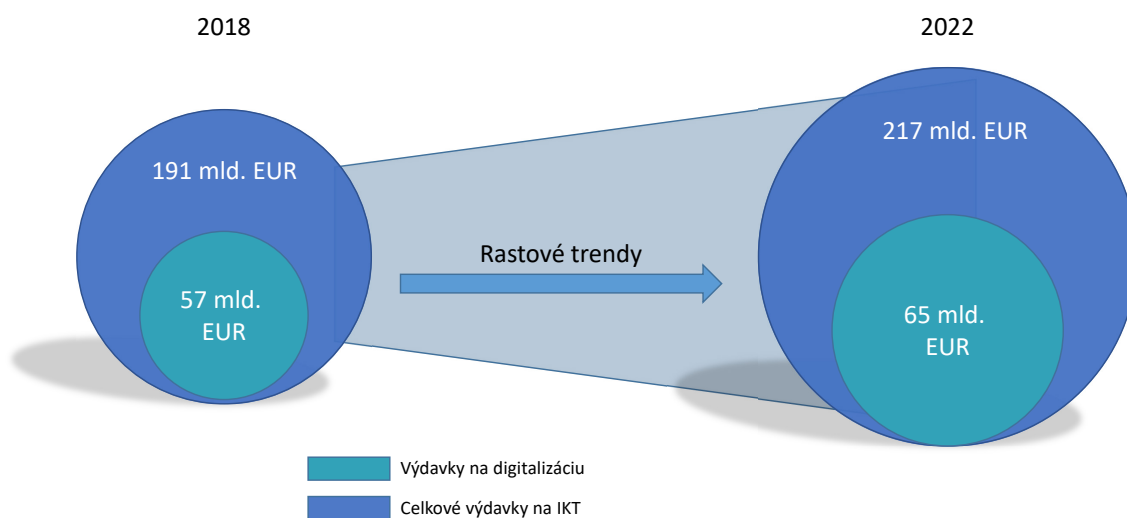 2018
2022
191 mld. EUR
217 mld. EUR
Rastové trendy
57 mld.
EUR
65 mld.
EUR
Výdavky na digitalizáciu
Celkové výdavky na IKT